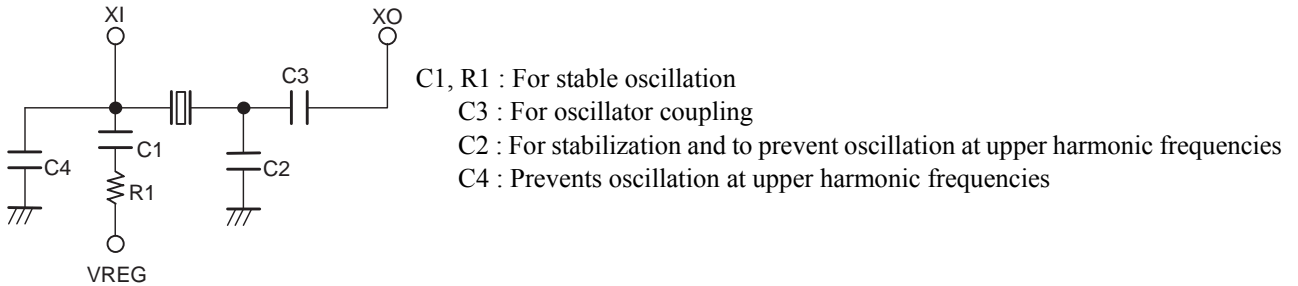 XI
XO
C3
C1
C4
C2
R1
VREG
C1, R1 : For stable oscillation
C3 : For oscillator coupling
C2 : For stabilization and to prevent oscillation at upper harmonic frequencies
C4 : Prevents oscillation at upper harmonic frequencies